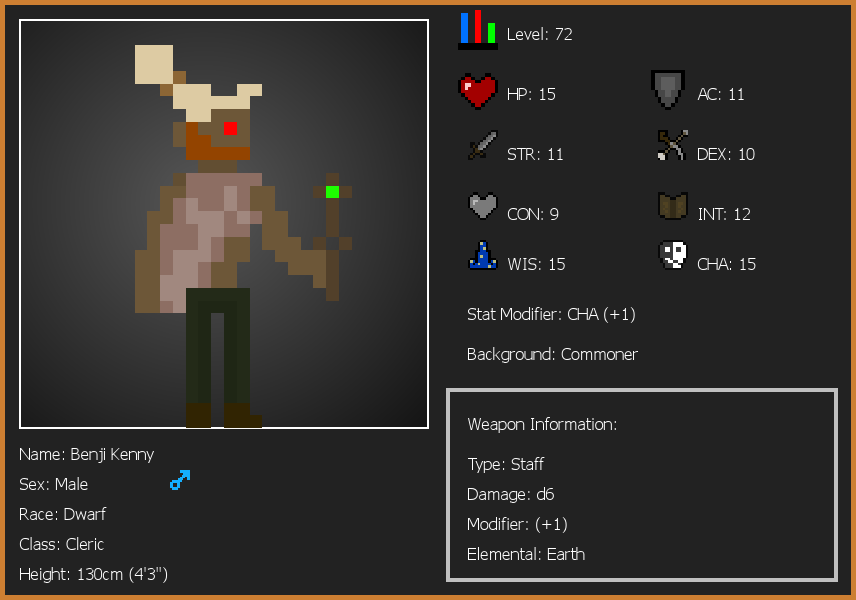 Level: 72
HP: 15
AC: 11
STR: 11
DEX: 10
CON: 9
INT: 12
WIS: 15
CHA: 15
Stat Modifier: CHA (+1)
Background: Commoner
Weapon Information:
Type: Staff
Damage: d6
Modifier: (+1)
Elemental: Earth
Name: Benji Kenny
Sex: Male
Race: Dwarf
Class: Cleric
Height: 130cm (4'3")